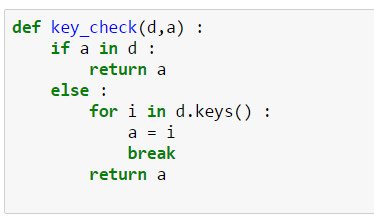 def key_check(d,a) :
    if a in d :
        return a
    else :
        for i in d.keys() :
            a = i
            break
        return a